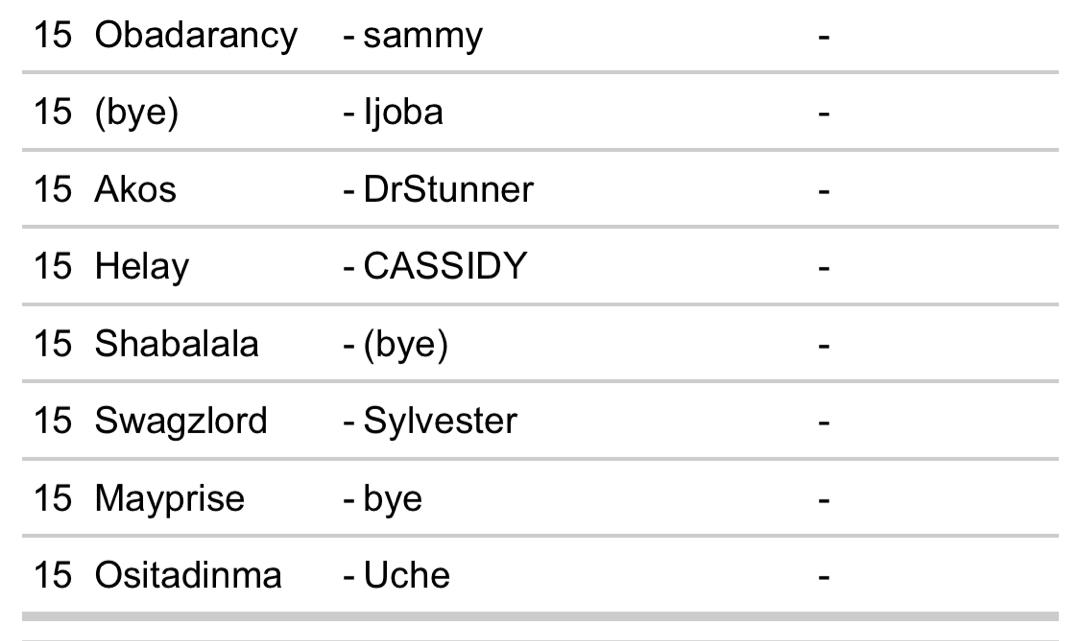 15 Obadarancy - sammy -
15 (bye) - Ijoba -
15 Akos - DrStunner -
15 Helay - CASSIDY -
15 Shabalala - (bye) -
15 Swagzlord - Sylvester -
15 Mayprise - bye -
15 Ositadinma - Uche -